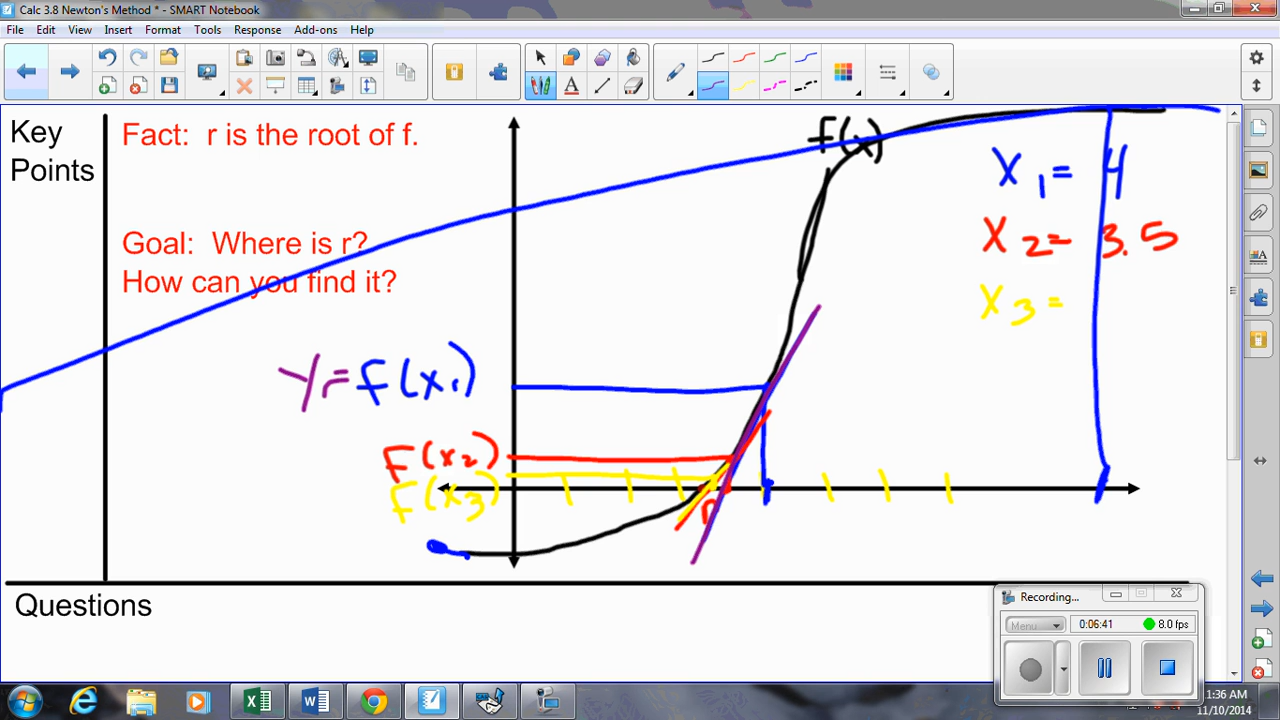 Calc 3.8 Newton's Method * - SMART Notebook
File Edit View Insert Format Tools Response Add-ons Help
Key
Points
Fact: r is the root of f.
Goal: Where is r?
How can you find it?
f(x)
X1 = 4
X2 = 3.5
X3 =
Y1 = f(x1)
f(x2)
f(x3)
r
Questions
Recording...
Menu
0:06:41
8.0 fps
1:36 AM
11/10/2014